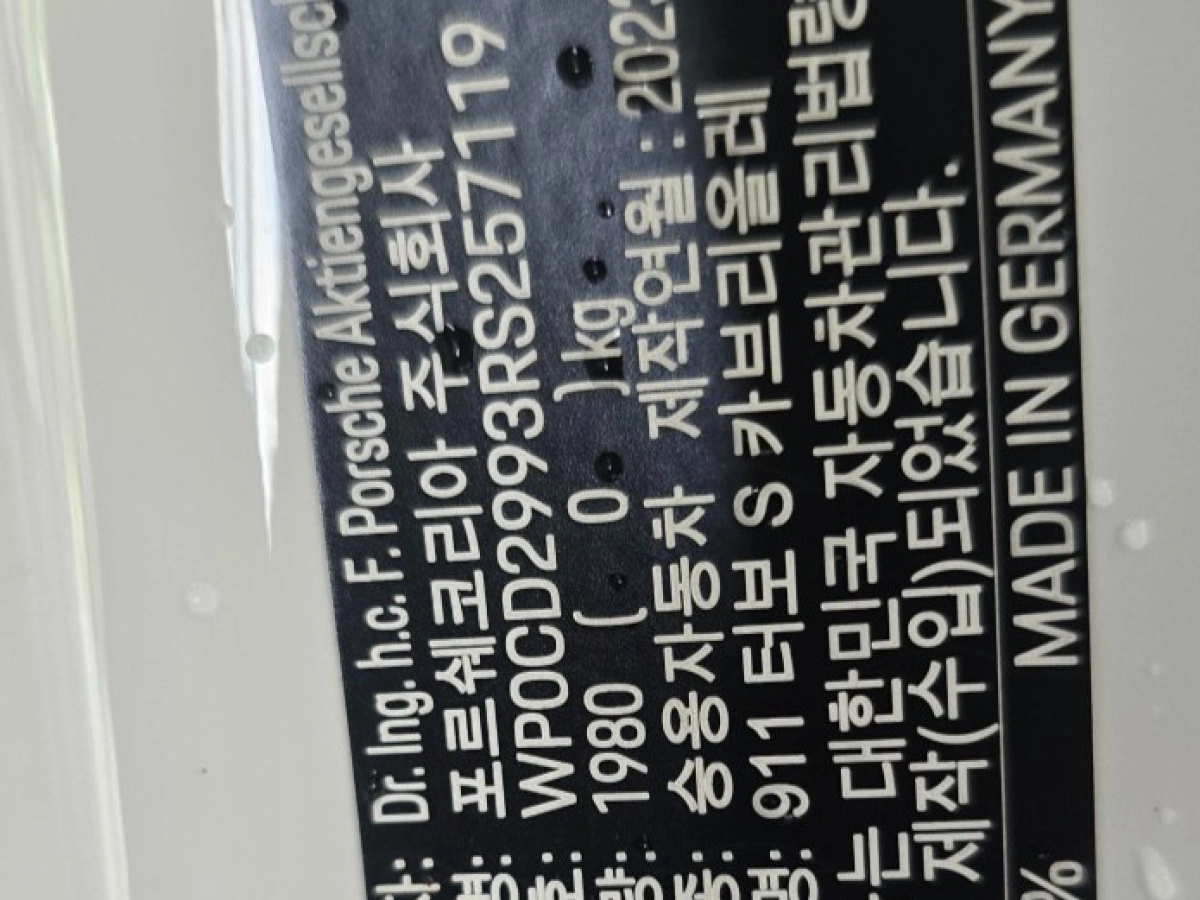 Dr. Ing. h.c. F. Porsche Aktiengesellsch
포르쉐코리아 주식회사
WP0CD2993RS257119
1980 ( 0 )kg
승용자동차 제작연월 : 202
911 터보 S 카브리올레
는 대한민국 자동차관리법령
제작(수입)되었습니다.
% MADE IN GERMANY